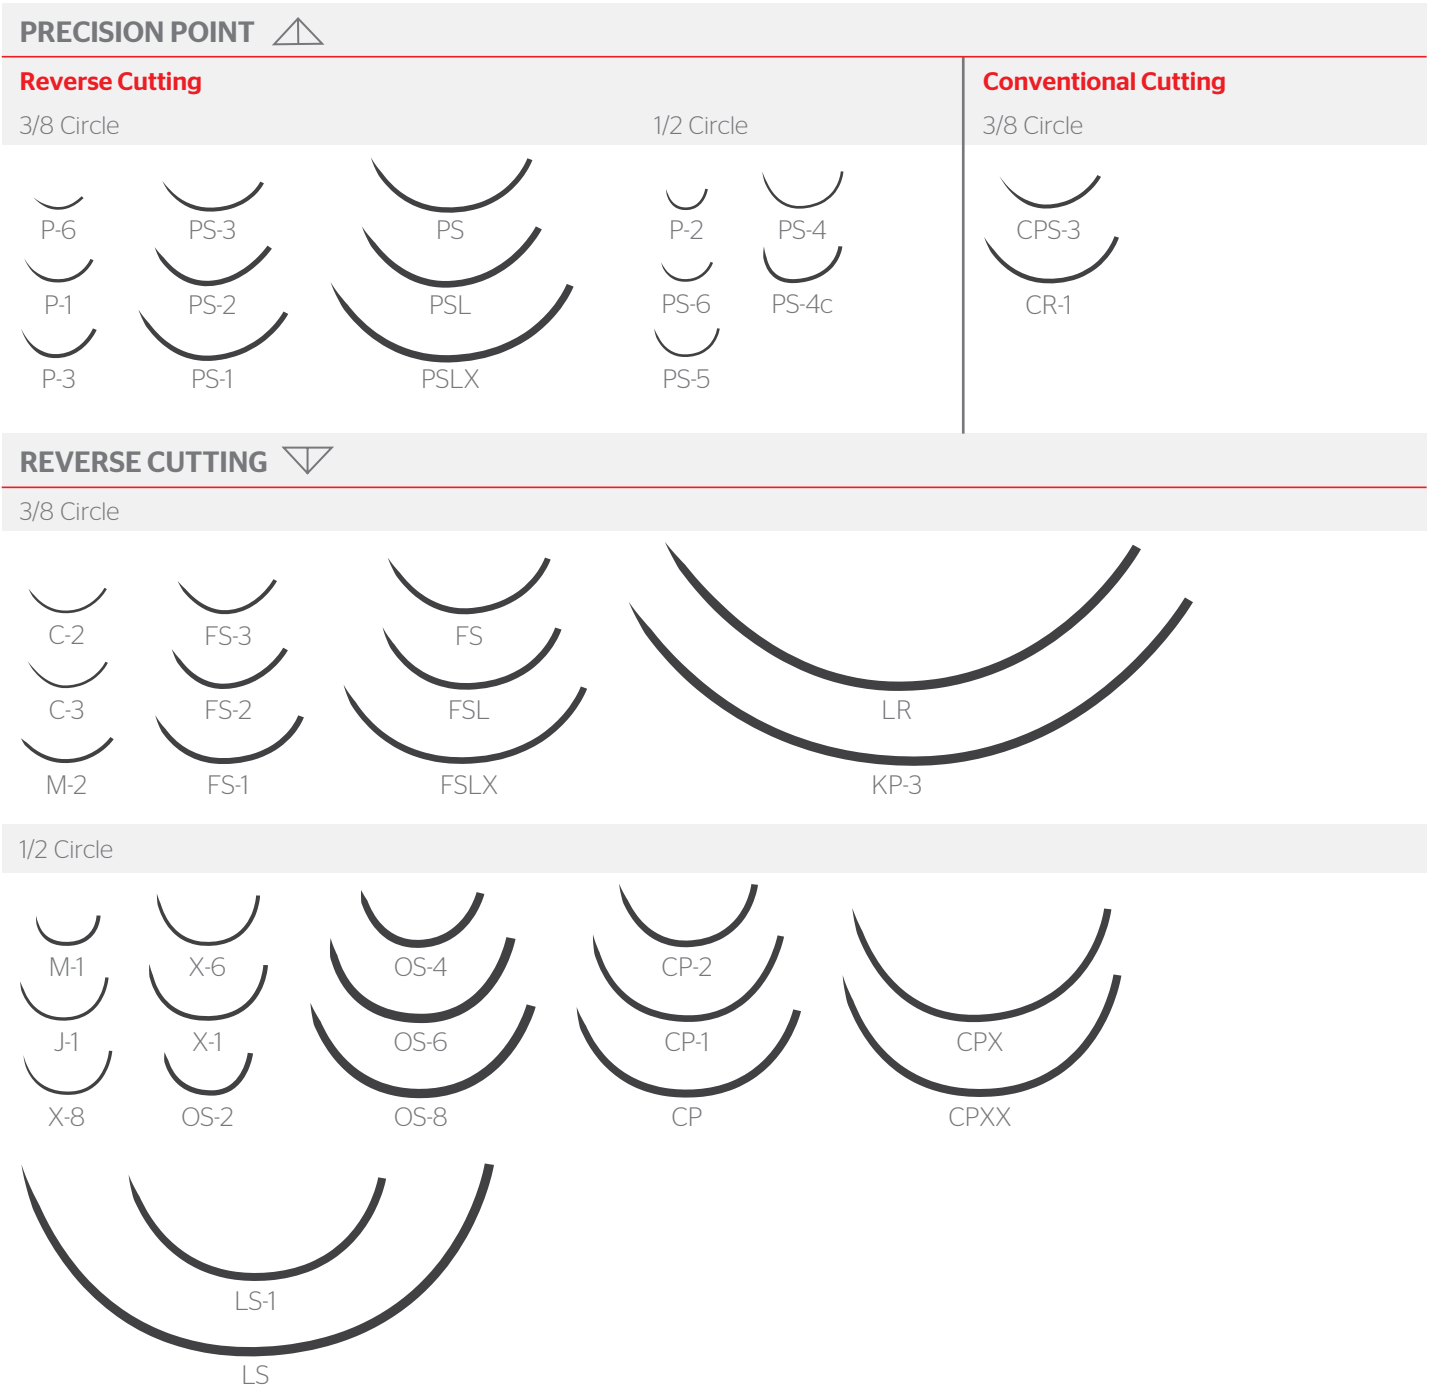 PRECISION POINT
Reverse Cutting
Conventional Cutting
3/8 Circle
1/2 Circle
3/8 Circle
P-6
PS-3
PS
P-2
PS-4
CPS-3
P-1
PS-2
PSL
PS-6
PS-4c
CR-1
P-3
PS-1
PSLX
PS-5
REVERSE CUTTING
3/8 Circle
C-2
FS-3
FS
C-3
FS-2
FSL
LR
M-2
FS-1
FSLX
KP-3
1/2 Circle
M-1
X-6
OS-4
CP-2
J-1
X-1
OS-6
CP-1
CPX
X-8
OS-2
OS-8
CP
CPXX
LS-1
LS